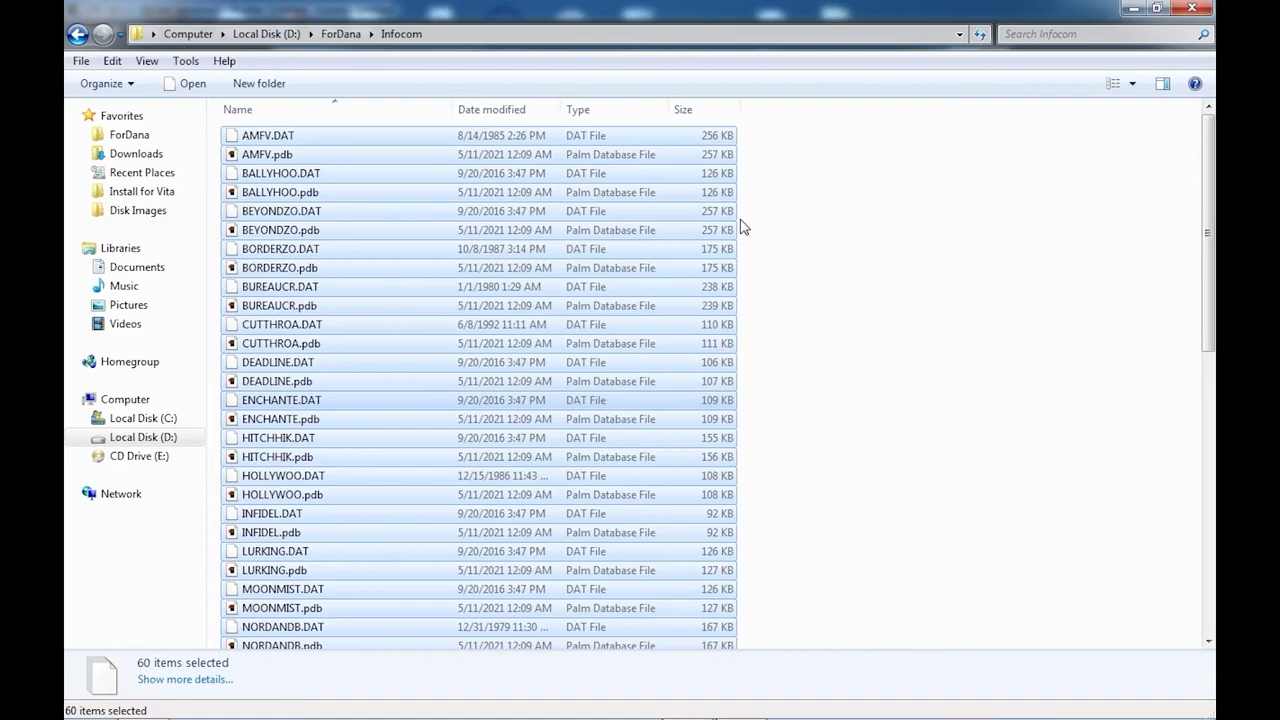 Computer Local Disk (D:) ForDana Infocom Search Infocom
File Edit View Tools Help
Organize Open New folder
Name Date modified Type Size
Favorites
ForDana
Downloads
Recent Places
Install for Vita
Disk Images
Libraries
Documents
Music
Pictures
Videos
Homegroup
Computer
Local Disk (C:)
Local Disk (D:)
CD Drive (E:)
Network
AMFV.DAT 8/14/1985 2:26 PM DAT File 256 KB
AMFV.pdb 5/11/2021 12:09 AM Palm Database File 257 KB
BALLYHOO.DAT 9/20/2016 3:47 PM DAT File 126 KB
BALLYHOO.pdb 5/11/2021 12:09 AM Palm Database File 126 KB
BEYONDZO.DAT 9/20/2016 3:47 PM DAT File 257 KB
BEYONDZO.pdb 5/11/2021 12:09 AM Palm Database File 257 KB
BORDERZO.DAT 10/8/1987 3:14 PM DAT File 175 KB
BORDERZO.pdb 5/11/2021 12:09 AM Palm Database File 175 KB
BUREAUCR.DAT 1/1/1980 1:29 AM DAT File 238 KB
BUREAUCR.pdb 5/11/2021 12:09 AM Palm Database File 239 KB
CUTTHROA.DAT 6/8/1992 11:11 AM DAT File 110 KB
CUTTHROA.pdb 5/11/2021 12:09 AM Palm Database File 111 KB
DEADLINE.DAT 9/20/2016 3:47 PM DAT File 106 KB
DEADLINE.pdb 5/11/2021 12:09 AM Palm Database File 107 KB
ENCHANTE.DAT 9/20/2016 3:47 PM DAT File 109 KB
ENCHANTE.pdb 5/11/2021 12:09 AM Palm Database File 109 KB
HITCHHIK.DAT 9/20/2016 3:47 PM DAT File 155 KB
HITCHHIK.pdb 5/11/2021 12:09 AM Palm Database File 156 KB
HOLLYWOO.DAT 12/15/1986 11:43 ... DAT File 108 KB
HOLLYWOO.pdb 5/11/2021 12:09 AM Palm Database File 108 KB
INFIDEL.DAT 9/20/2016 3:47 PM DAT File 92 KB
INFIDEL.pdb 5/11/2021 12:09 AM Palm Database File 92 KB
LURKING.DAT 9/20/2016 3:47 PM DAT File 126 KB
LURKING.pdb 5/11/2021 12:09 AM Palm Database File 127 KB
MOONMIST.DAT 9/20/2016 3:47 PM DAT File 126 KB
MOONMIST.pdb 5/11/2021 12:09 AM Palm Database File 127 KB
NORDANDB.DAT 12/31/1979 11:30 ... DAT File 167 KB
NORDANDB.pdb 5/11/2021 12:09 AM Palm Database File 167 KB
60 items selected
Show more details...
60 items selected